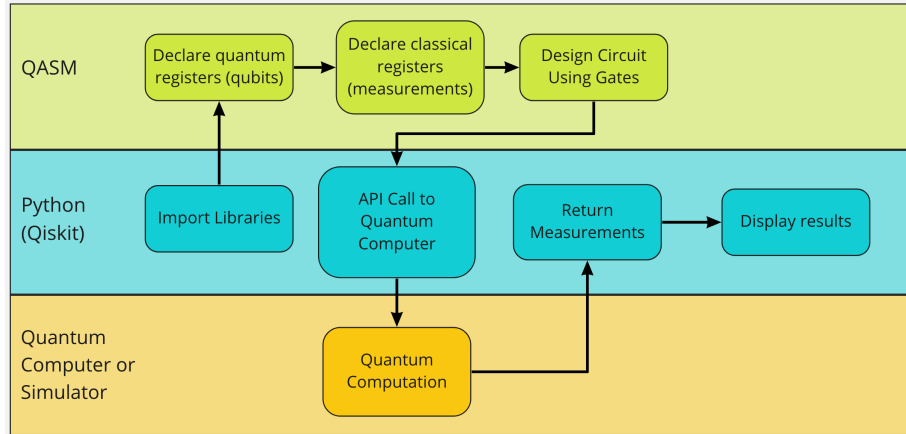 QASM
Declare quantum
registers (qubits)
Declare classical
registers
(measurements)
Design Circuit
Using Gates
Python
(Qiskit)
Import Libraries
API Call to
Quantum
Computer
Return
Measurements
Display results
Quantum
Computer or
Simulator
Quantum
Computation